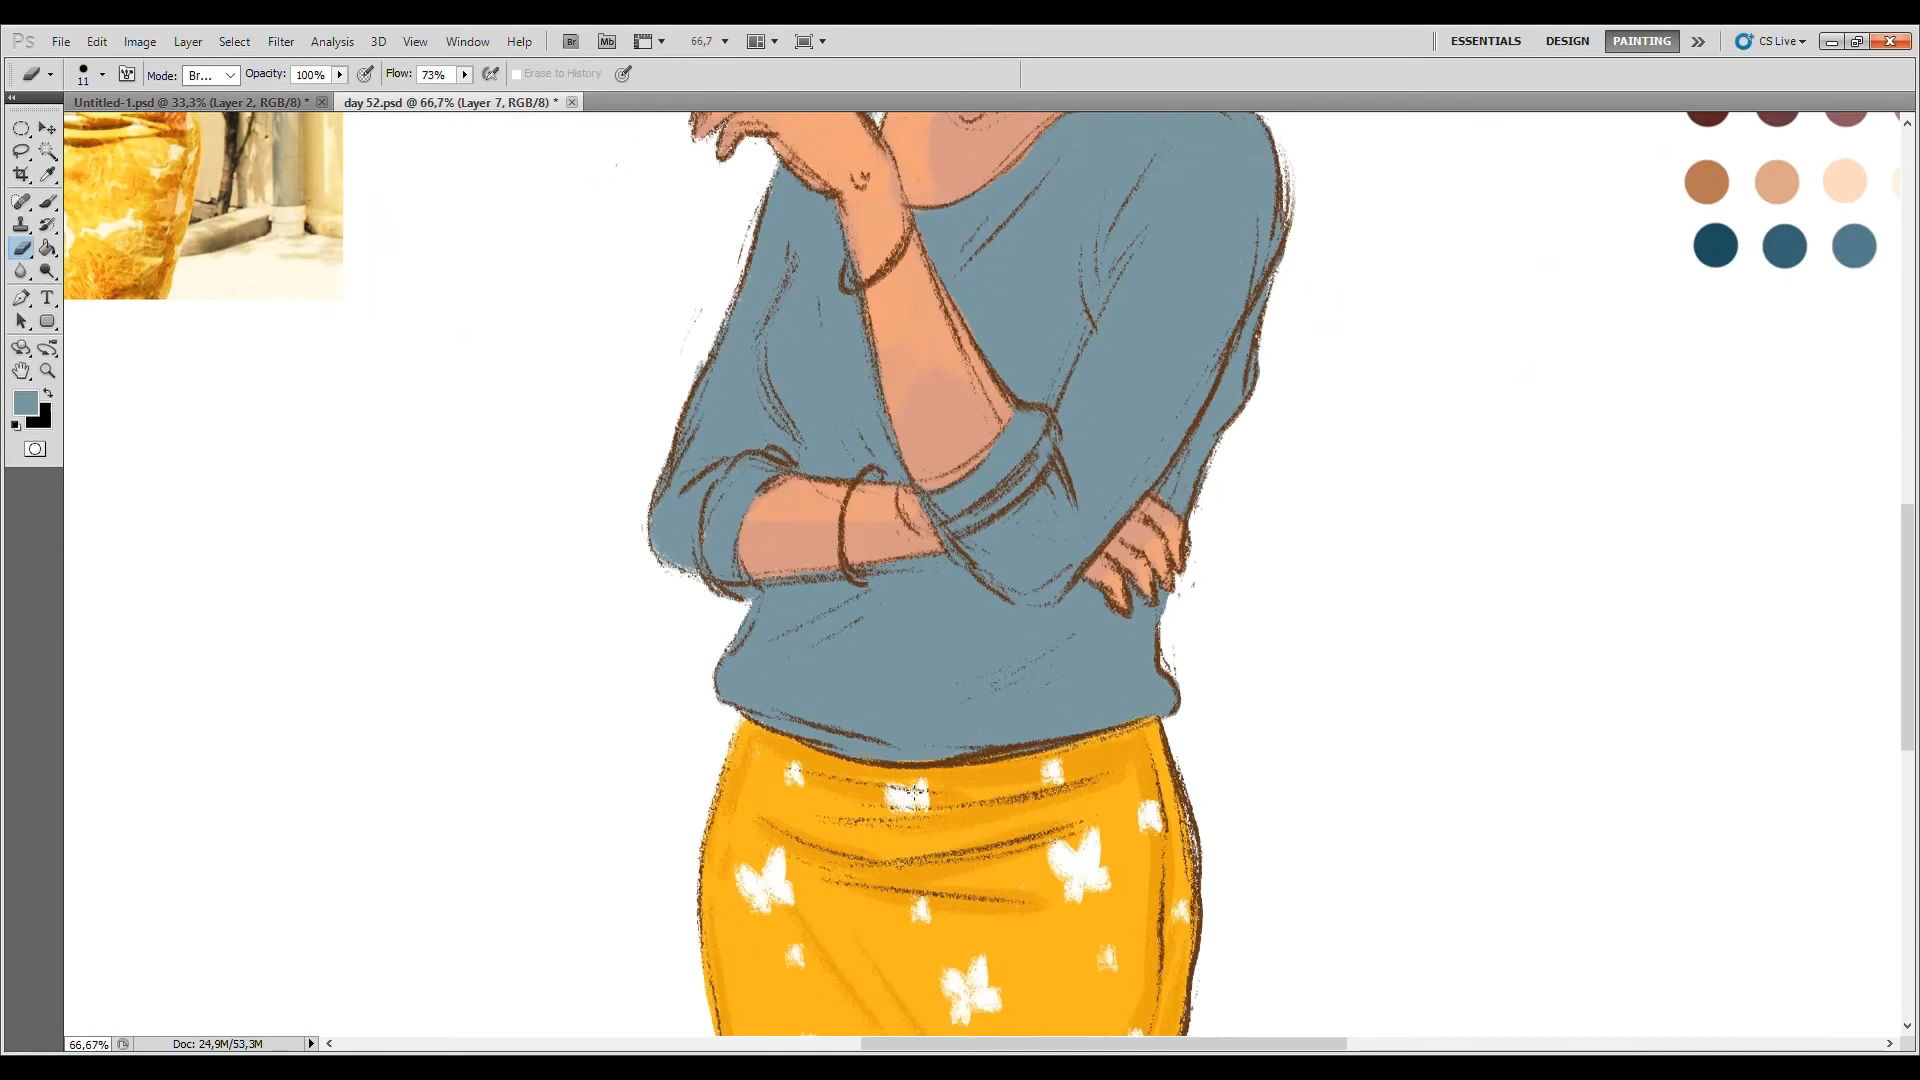 Ps File Edit Image Layer Select Filter Analysis 3D View Window Help Br Mb 66,7 ESSENTIALS DESIGN PAINTING CS Live
11 Mode: Br... Opacity: 100% Flow: 73% Erase to History
Untitled-1.psd @ 33,3% (Layer 2, RGB/8) * day 52.psd @ 66,7% (Layer 7, RGB/8) *
T
66,67% Doc: 24,9M/53,3M